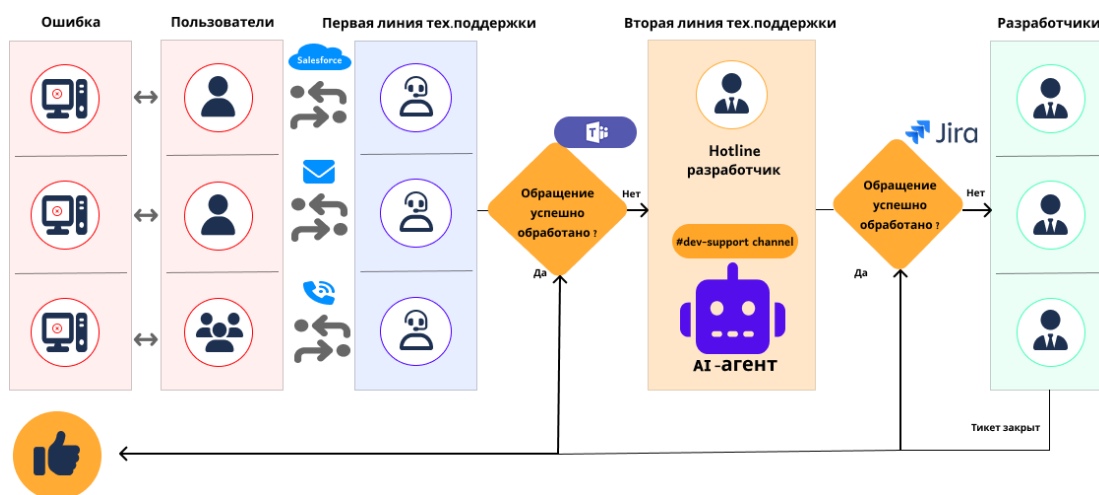 Ошибка
Пользователи
Первая линия тех.поддержки
Вторая линия тех.поддержки
Разработчики
Salesforce
Jira
Hotline
разработчик
Обращение
успешно
обработано ?
Нет
Обращение
успешно
обработано ?
Нет
#dev-support channel
Да
Да
AI -агент
Тикет закрыт